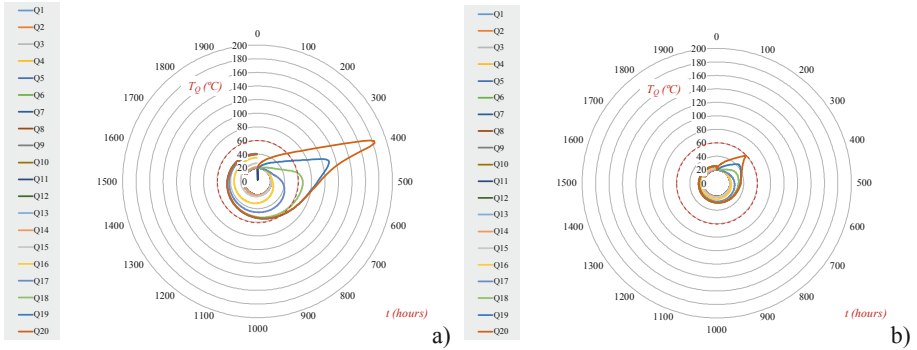 Q1
Q2
Q3
Q4
Q5
Q6
Q7
Q8
Q9
Q10
Q11
Q12
Q13
Q14
Q15
Q16
Q17
Q18
Q19
Q20
0
100
200
300
400
500
600
700
800
900
1000
1100
1200
1300
1400
1500
1600
1700
1800
1900
200
180
160
140
120
100
80
60
40
20
0
T_Q (ºC)
t (hours)
a)
Q1
Q2
Q3
Q4
Q5
Q6
Q7
Q8
Q9
Q10
Q11
Q12
Q13
Q14
Q15
Q16
Q17
Q18
Q19
Q20
0
100
200
300
400
500
600
700
800
900
1000
1100
1200
1300
1400
1500
1600
1700
1800
1900
200
180
160
140
120
100
80
60
40
20
0
T_Q (ºC)
t (hours)
b)